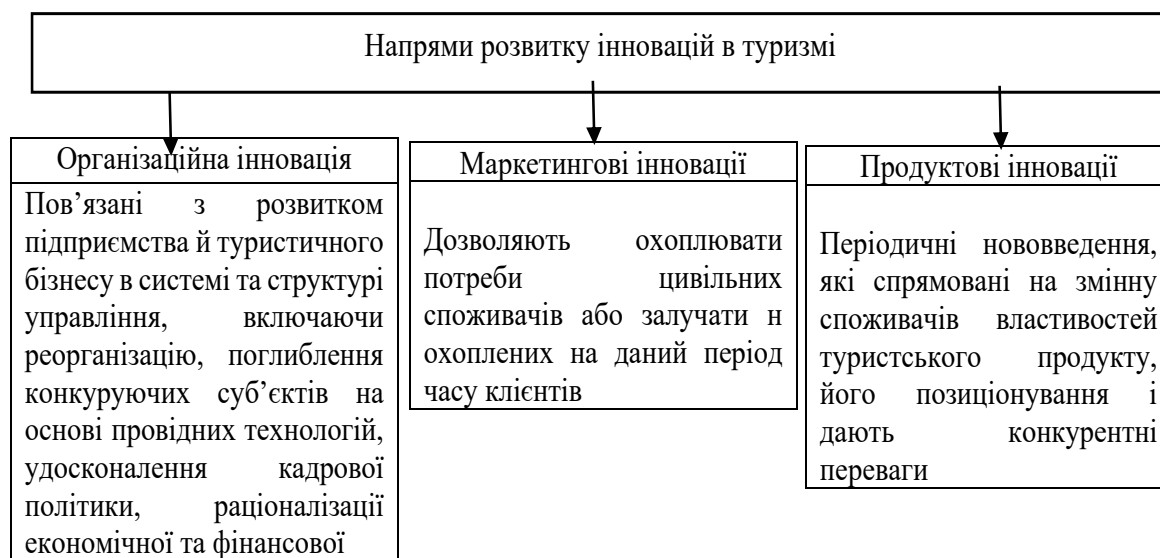 Напрями розвитку інновацій в туризмі
Організаційна інновація
Пов’язані з розвитком
підприємства й туристичного
бізнесу в системі та структурі
управління, включаючи
реорганізацію, поглиблення
конкуруючих суб’єктів на
основі провідних технологій,
удосконалення кадрової
політики, раціоналізації
економічної та фінансової
Маркетингові інновації
Дозволяють охоплювати
потреби цивільних
споживачів або залучати н
охоплених на даний період
часу клієнтів
Продуктові інновації
Періодичні нововведення,
які спрямовані на змінну
споживачів властивостей
туристського продукту,
його позиціонування і
дають конкурентні
переваги